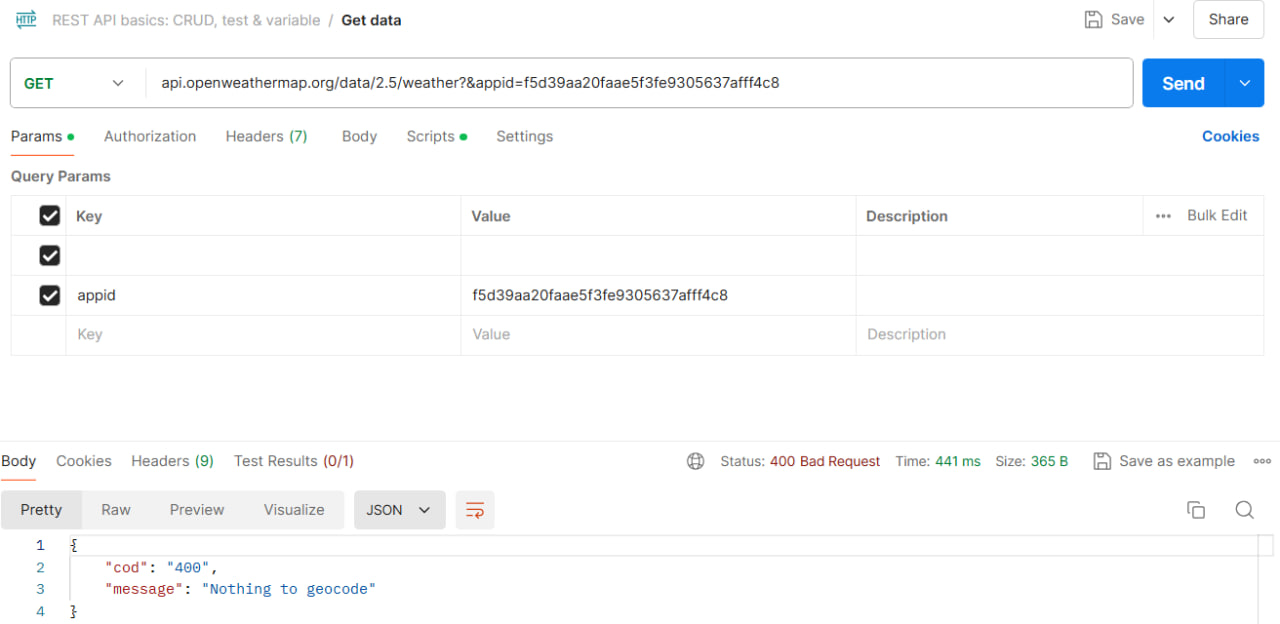 HTTP REST API basics: CRUD, test & variable / Get data Save Share
GET api.openweathermap.org/data/2.5/weather?&appid=f5d39aa20faae5f3fe9305637afff4c8 Send
Params Authorization Headers (7) Body Scripts Settings Cookies
Query Params
Key Value Description Bulk Edit
appid f5d39aa20faae5f3fe9305637afff4c8
Key Value Description
Body Cookies Headers (9) Test Results (0/1) Status: 400 Bad Request Time: 441 ms Size: 365 B Save as example
Pretty Raw Preview Visualize JSON
1 {
2 "cod": "400",
3 "message": "Nothing to geocode"
4 }